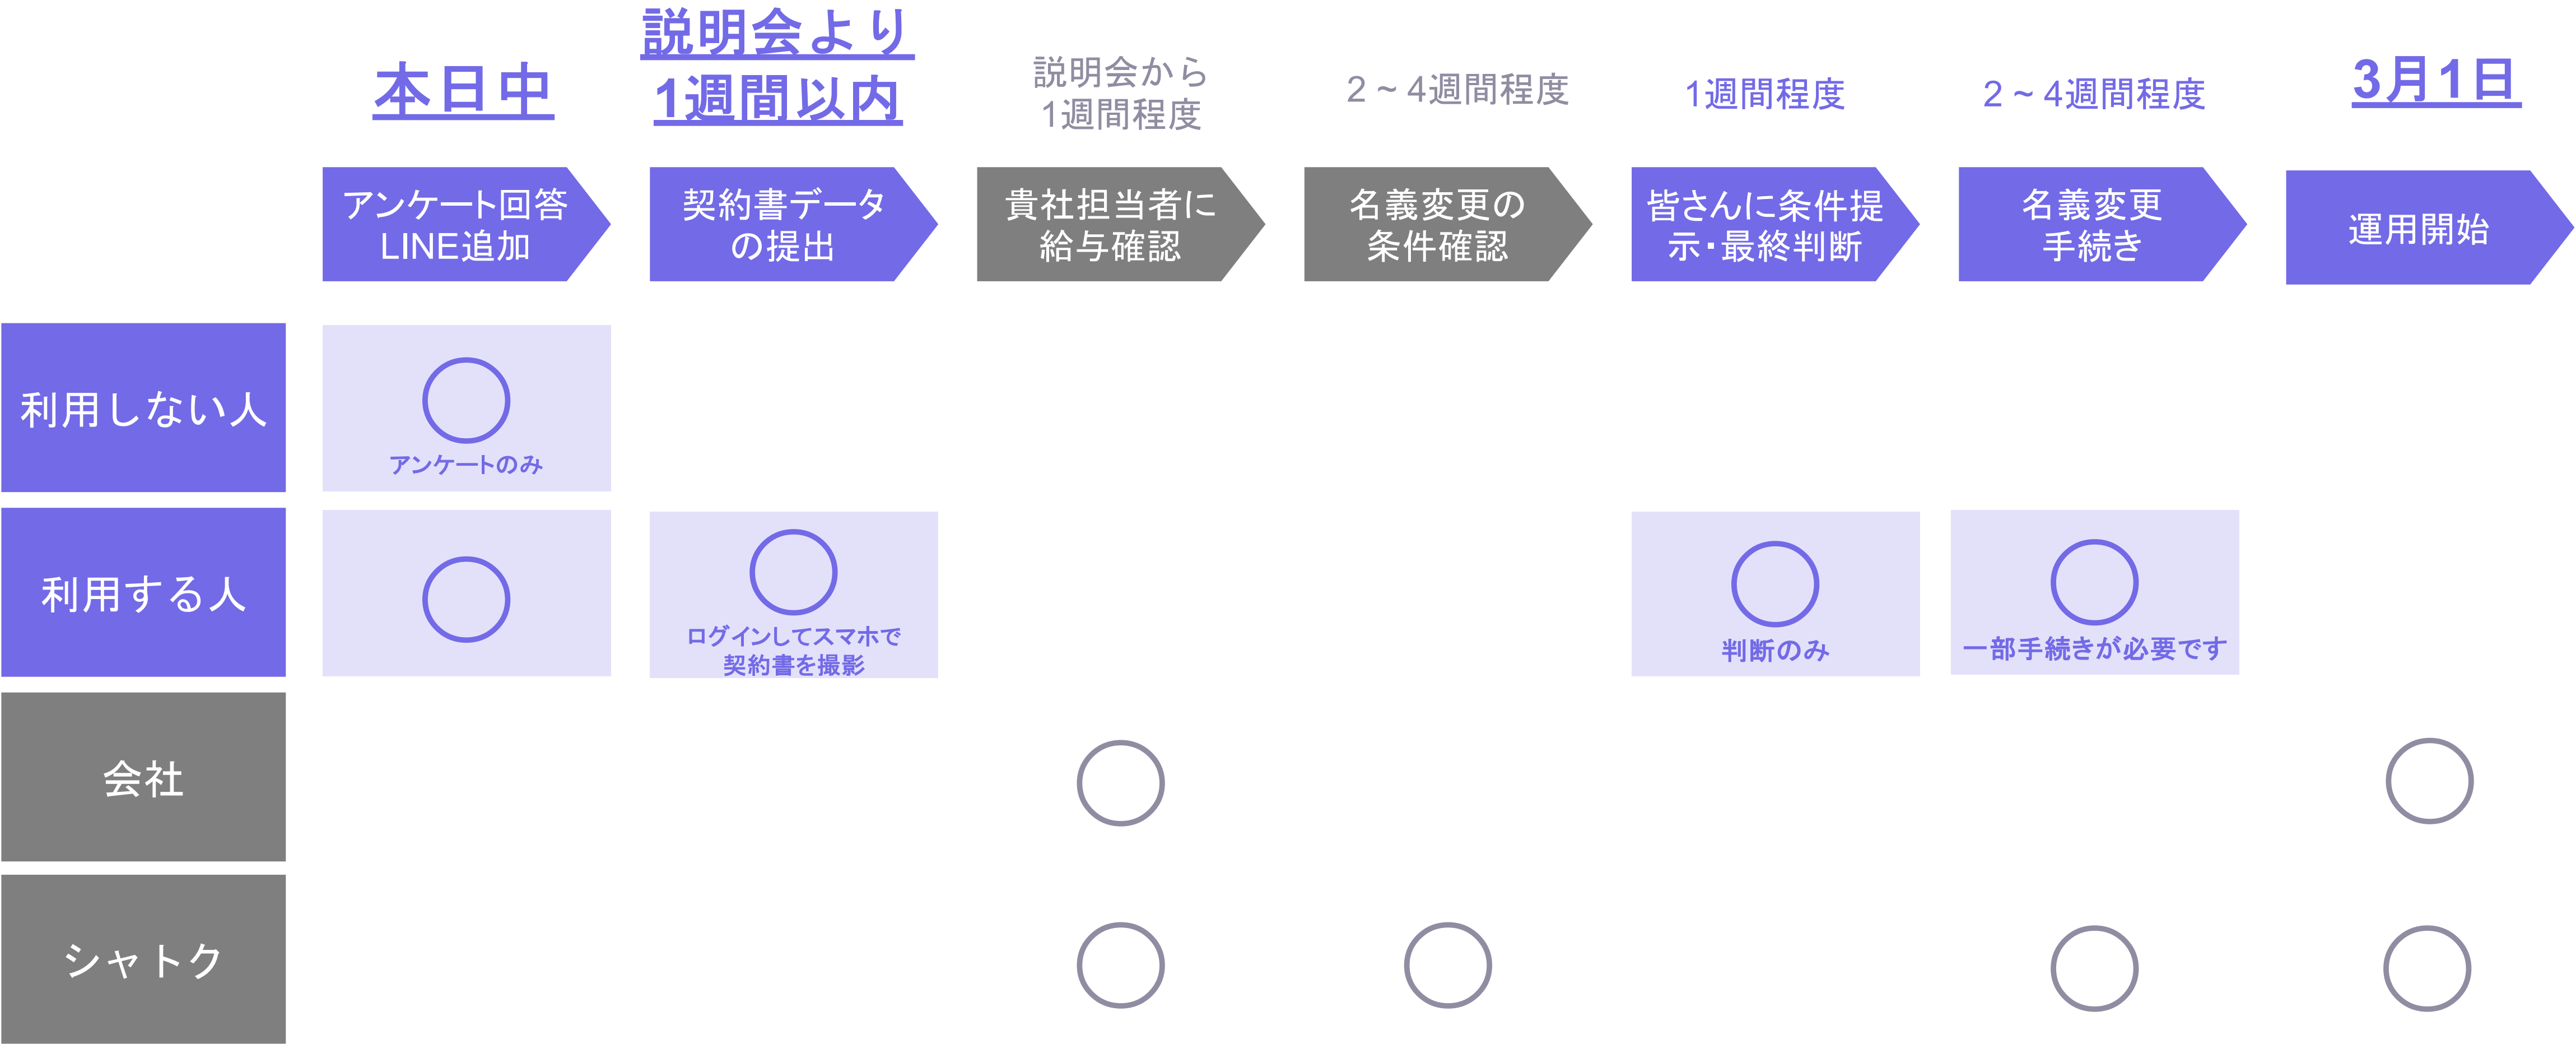 本日中
説明会より
1週間以内
説明会から
1週間程度
2 ~ 4週間程度
1週間程度
2 ~ 4週間程度
3月1日
アンケート回答
LINE追加
契約書データ
の提出
貴社担当者に
給与確認
名義変更の
条件確認
皆さんに条件提
示・最終判断
名義変更
手続き
運用開始
利用しない人
アンケートのみ
利用する人
ログインしてスマホで
契約書を撮影
判断のみ
一部手続きが必要です
会社
シャトク